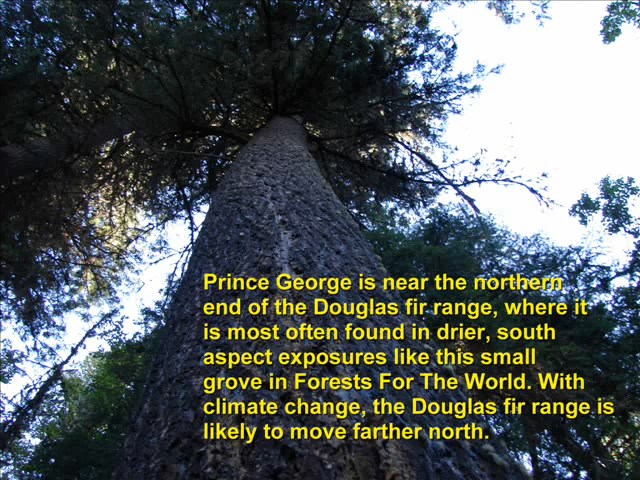 Prince George is near the northern
end of the Douglas fir range, where it
is most often found in drier, south
aspect exposures like this small
grove in Forests For The World. With
climate change, the Douglas fir range is
likely to move farther north.